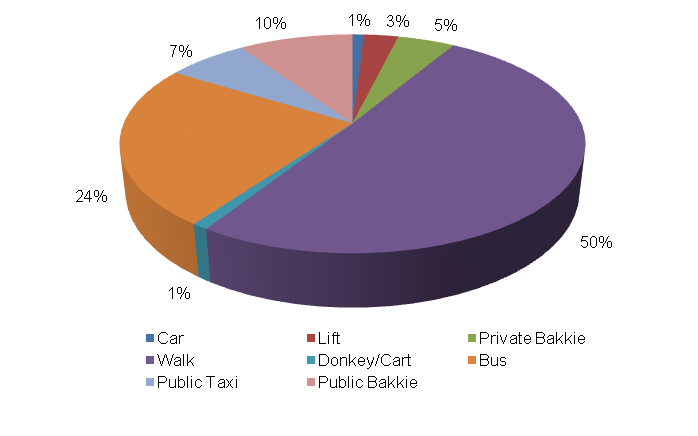 10% 1% 3% 5%
7%
24%
50%
1%
Car Lift Private Bakkie
Walk Donkey/Cart Bus
Public Taxi Public Bakkie